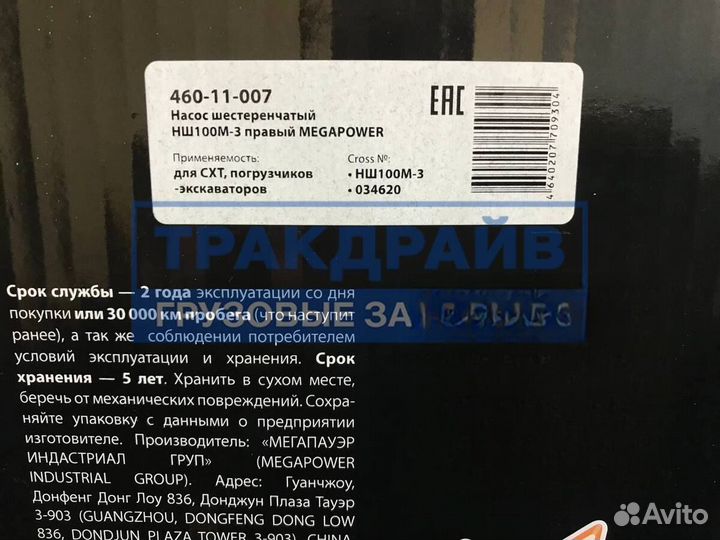 460-11-007
Насос шестеренчатый
НШ100М-3 правый MEGAPOWER
EAC
Применяемость:
для СХТ, погрузчиков
-экскаваторов
Cross №:
• НШ100М-3
• 034620
4 640207 709304
ТРАКДРАЙВ
ГРУЗОВЫЕ ЗА
Срок службы — 2 года эксплуатации со дня
покупки или 30 000 км пробега (что наступит
ранее), а так же соблюдении потребителем
условий эксплуатации и хранения. Срок
хранения — 5 лет. Хранить в сухом месте,
беречь от механических повреждений. Сохра-
няйте упаковку с данными о предприятии
изготовителе. Производитель: «МЕГАПАУЭР
ИНДАСТРИАЛ ГРУП» (MEGAPOWER
INDUSTRIAL GROUP). Адрес: Гуанчжоу,
Донфенг Донг Лоу 836, Донджун Плаза Тауэр
3-903 (GUANGZHOU, DONGFENG DONG LOW
836, DONDJUN PLAZA TOWER 3-903), CHINA
Avito